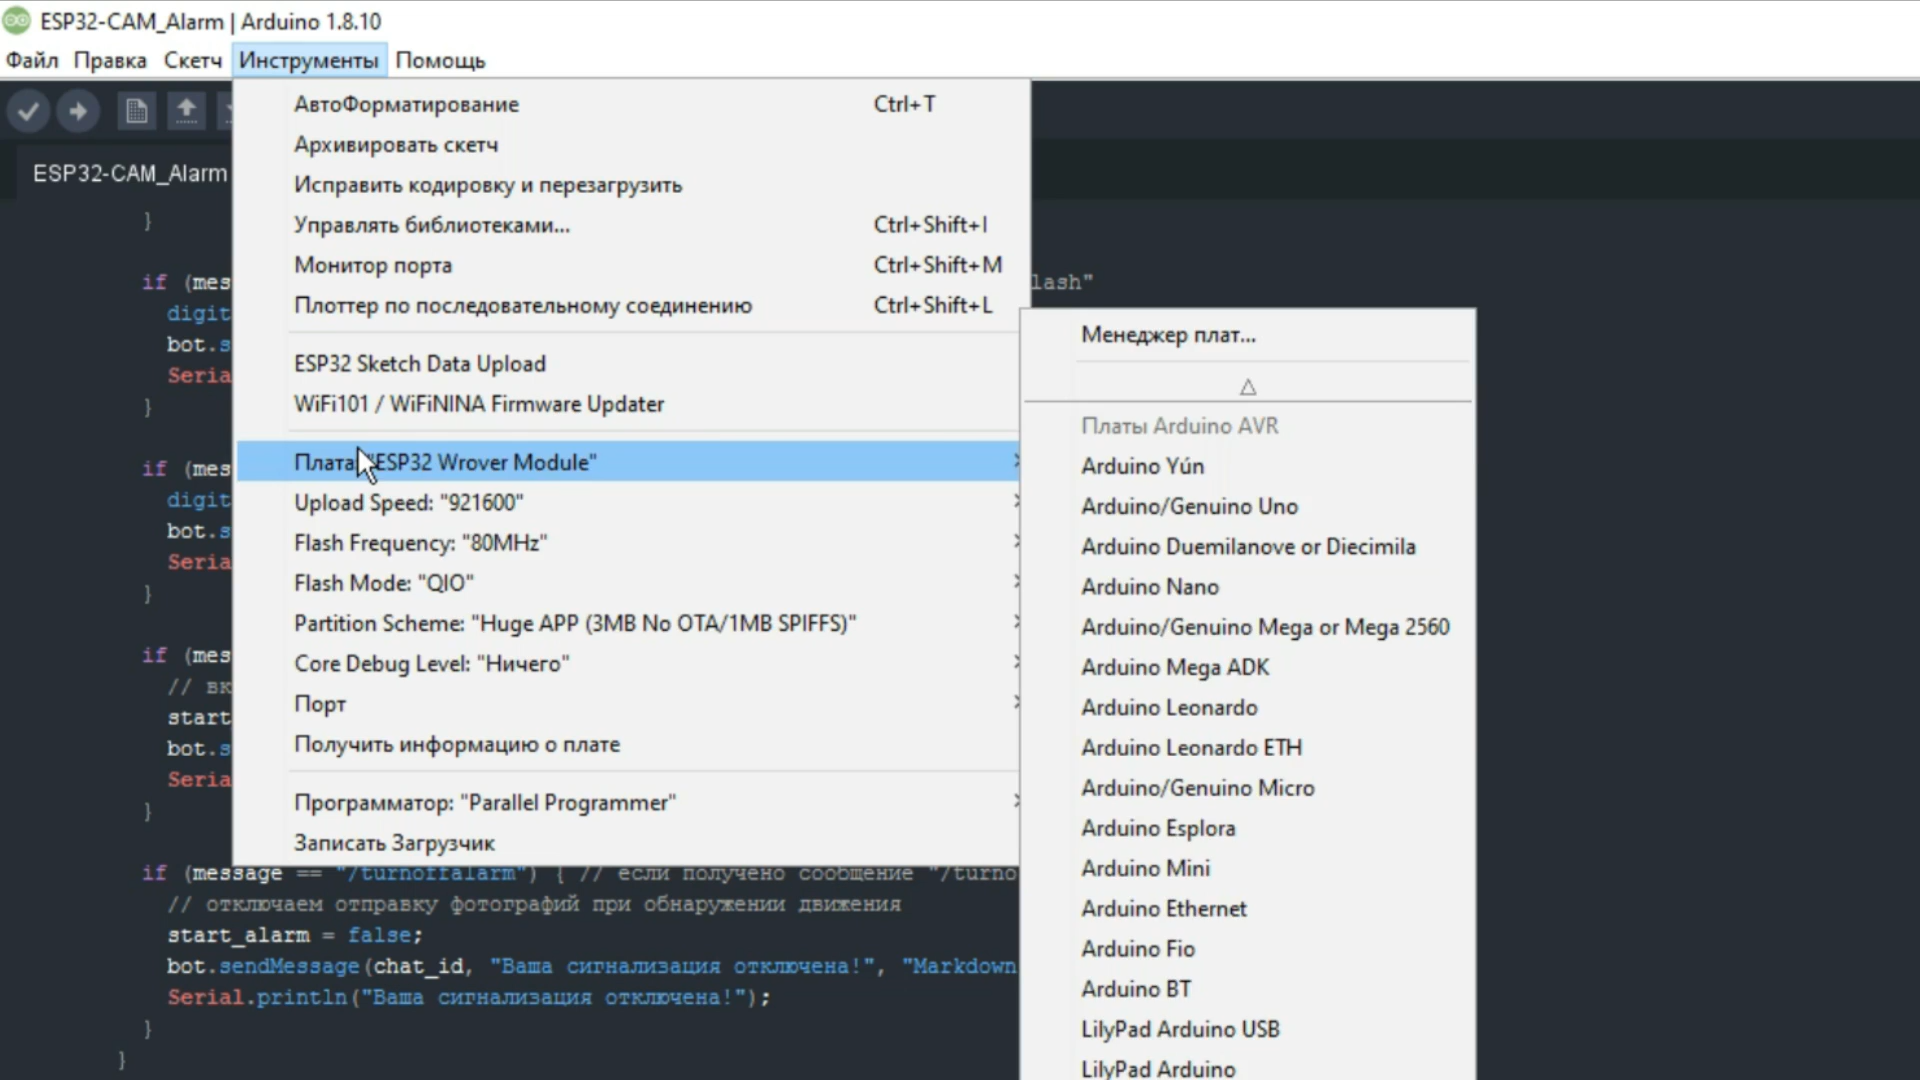 ESP32-CAM_Alarm | Arduino 1.8.10
Файл Правка Скетч Инструменты Помощь
ESP32-CAM_Alarm
АвтоФорматирование Ctrl+T
Архивировать скетч
Исправить кодировку и перезагрузить
Управлять библиотеками... Ctrl+Shift+I
Монитор порта Ctrl+Shift+M
Плоттер по последовательному соединению Ctrl+Shift+L
ESP32 Sketch Data Upload
WiFi101 / WiFiNINA Firmware Updater
Плата "ESP32 Wrover Module"
Upload Speed: "921600"
Flash Frequency: "80MHz"
Flash Mode: "QIO"
Partition Scheme: "Huge APP (3MB No OTA/1MB SPIFFS)"
Core Debug Level: "Ничего"
Порт
Получить информацию о плате
Программатор: "Parallel Programmer"
Записать Загрузчик
Менеджер плат...
△
Платы Arduino AVR
Arduino Yún
Arduino/Genuino Uno
Arduino Duemilanove or Diecimila
Arduino Nano
Arduino/Genuino Mega or Mega 2560
Arduino Mega ADK
Arduino Leonardo
Arduino Leonardo ETH
Arduino/Genuino Micro
Arduino Esplora
Arduino Mini
Arduino Ethernet
Arduino Fio
Arduino BT
LilyPad Arduino USB
LilyPad Arduino
}
if (mes lash"
digit
bot.s
Seria
}
if (mes
digit
bot.s
Seria
}
if (mes
// вк
start
bot.s
Seria
}
if (message == "/turnoffalarm") { // если получено сообщение "/turno
// отключаем отправку фотографий при обнаружении движения
start_alarm = false;
bot.sendMessage(chat_id, "Ваша сигнализация отключена!", "Markdown
Serial.println("Ваша сигнализация отключена!");
}
}